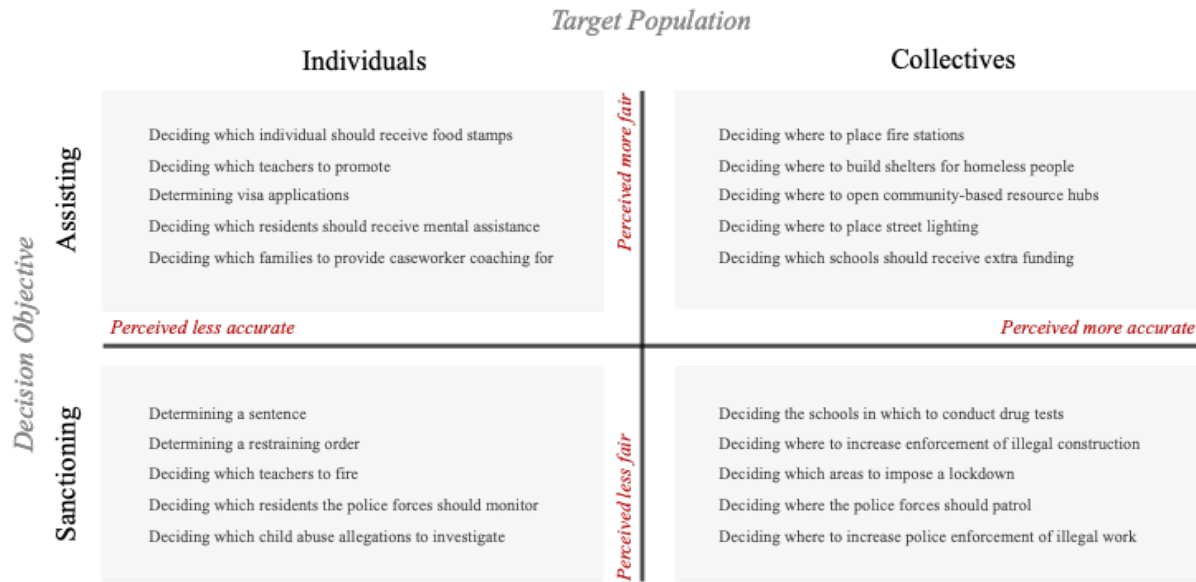 Target Population
Individuals
Collectives
Decision Objective
Assisting
Deciding which individual should receive food stamps
Deciding which teachers to promote
Determining visa applications
Deciding which residents should receive mental assistance
Deciding which families to provide caseworker coaching for
Perceived more fair
Deciding where to place fire stations
Deciding where to build shelters for homeless people
Deciding where to open community-based resource hubs
Deciding where to place street lighting
Deciding which schools should receive extra funding
Perceived less accurate
Perceived more accurate
Sanctioning
Determining a sentence
Determining a restraining order
Deciding which teachers to fire
Deciding which residents the police forces should monitor
Deciding which child abuse allegations to investigate
Perceived less fair
Deciding the schools in which to conduct drug tests
Deciding where to increase enforcement of illegal construction
Deciding which areas to impose a lockdown
Deciding where the police forces should patrol
Deciding where to increase police enforcement of illegal work